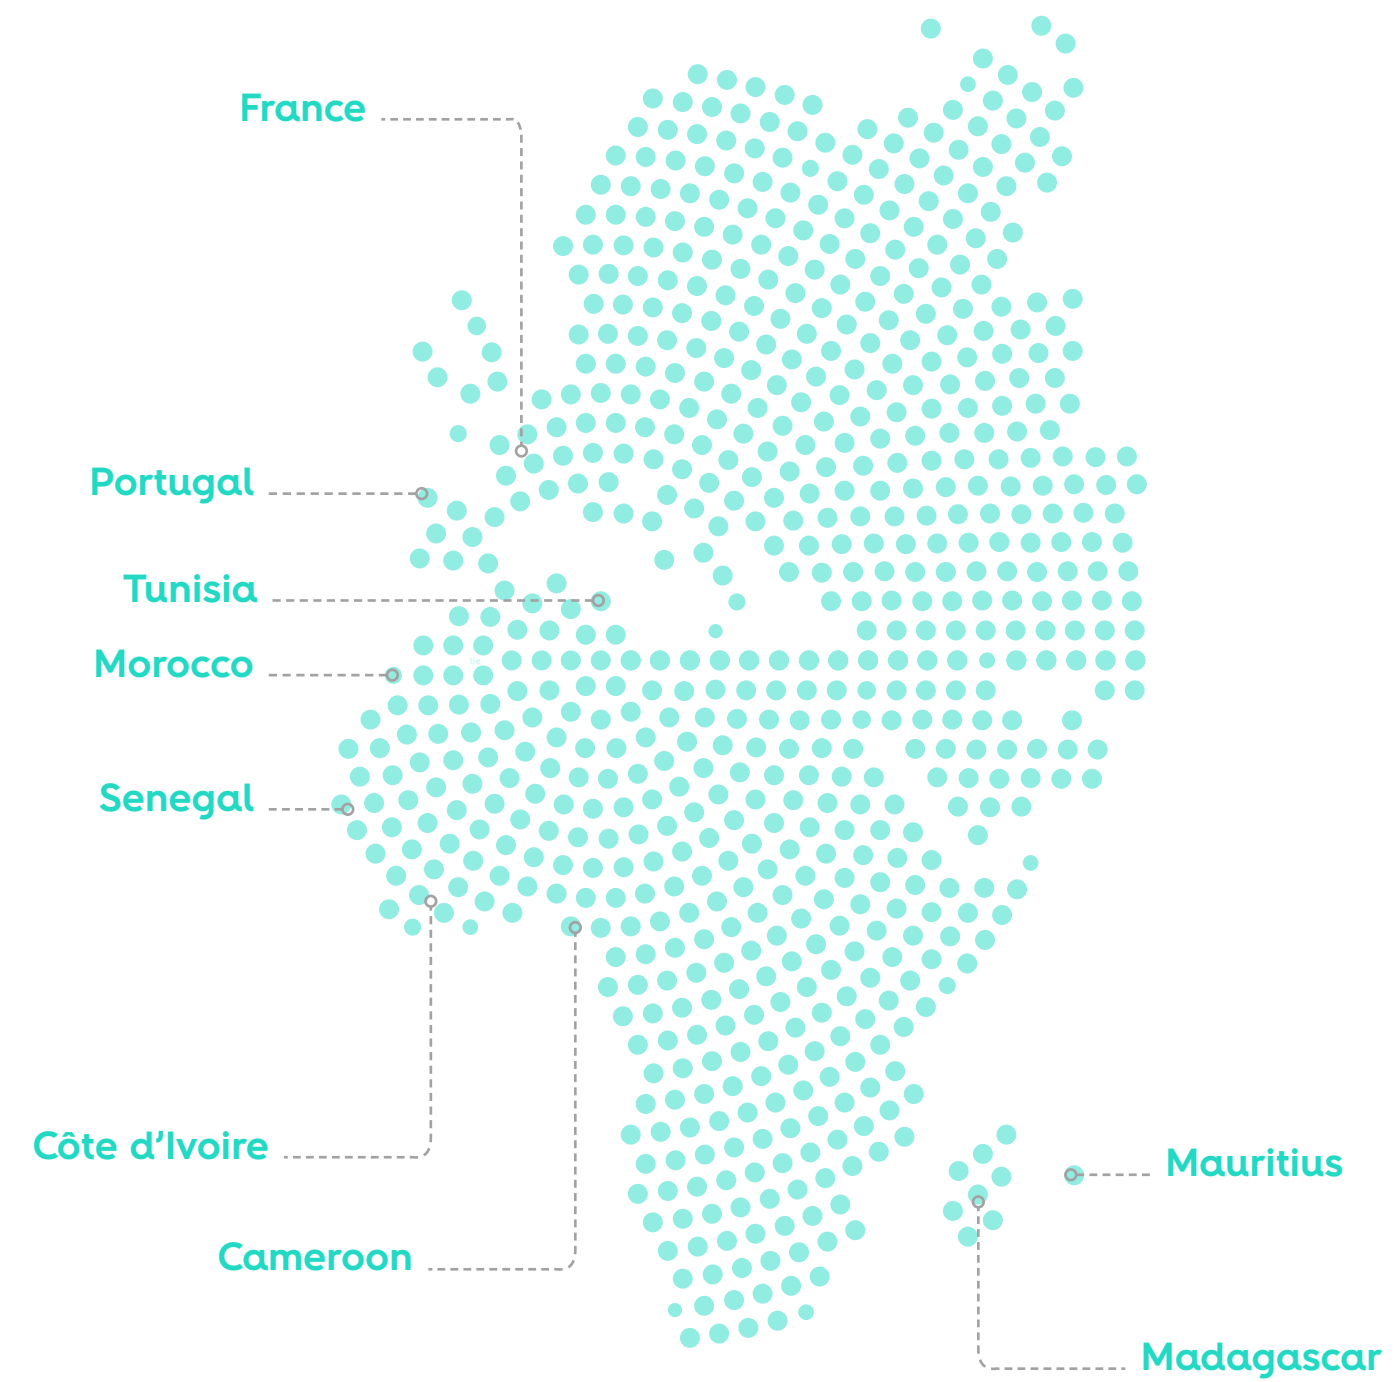 France
Portugal
Tunisia
Morocco
Senegal
Côte d’Ivoire
Mauritius
Cameroon
Madagascar